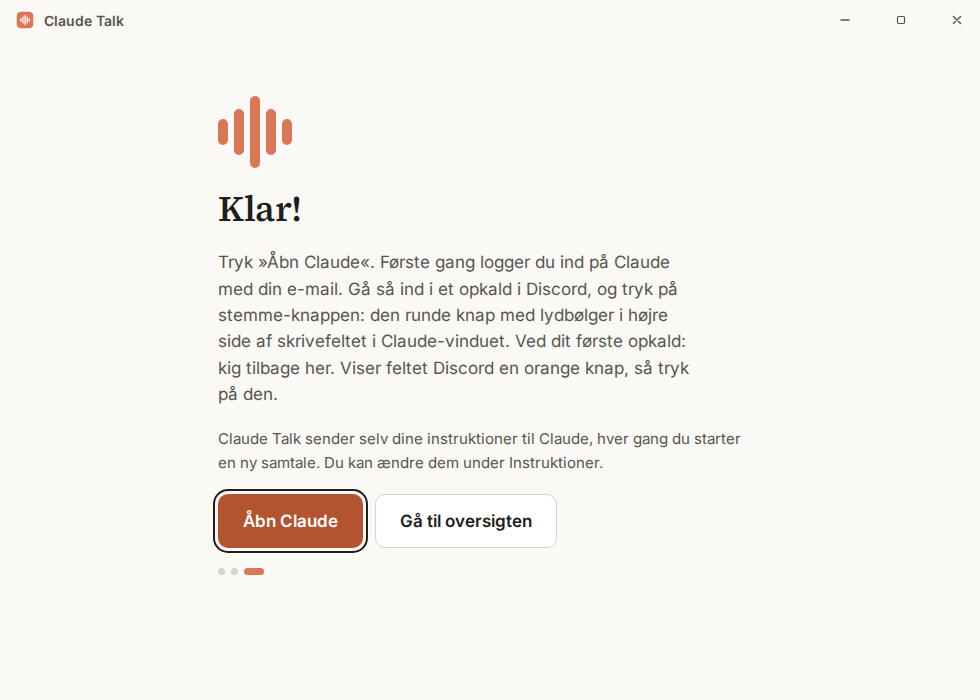 Claude Talk
Klar!
Tryk »Åbn Claude«. Første gang logger du ind på Claude
med din e-mail. Gå så ind i et opkald i Discord, og tryk på
stemme-knappen: den runde knap med lydbølger i højre
side af skrivefeltet i Claude-vinduet. Ved dit første opkald:
kig tilbage her. Viser feltet Discord en orange knap, så tryk
på den.
Claude Talk sender selv dine instruktioner til Claude, hver gang du starter
en ny samtale. Du kan ændre dem under Instruktioner.
Åbn Claude
Gå til oversigten